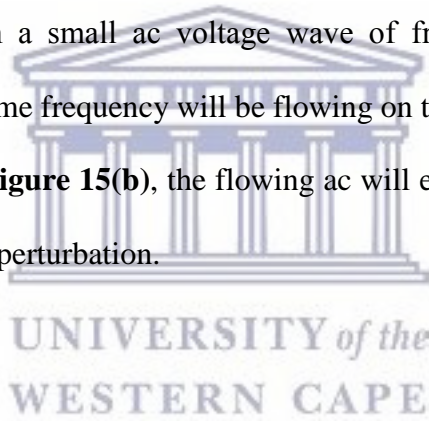 a small ac voltage wave of
me frequency will be flowing on
igure 15(b), the flowing ac will
perturbation.
UNIVERSITY of the
WESTERN CAPE